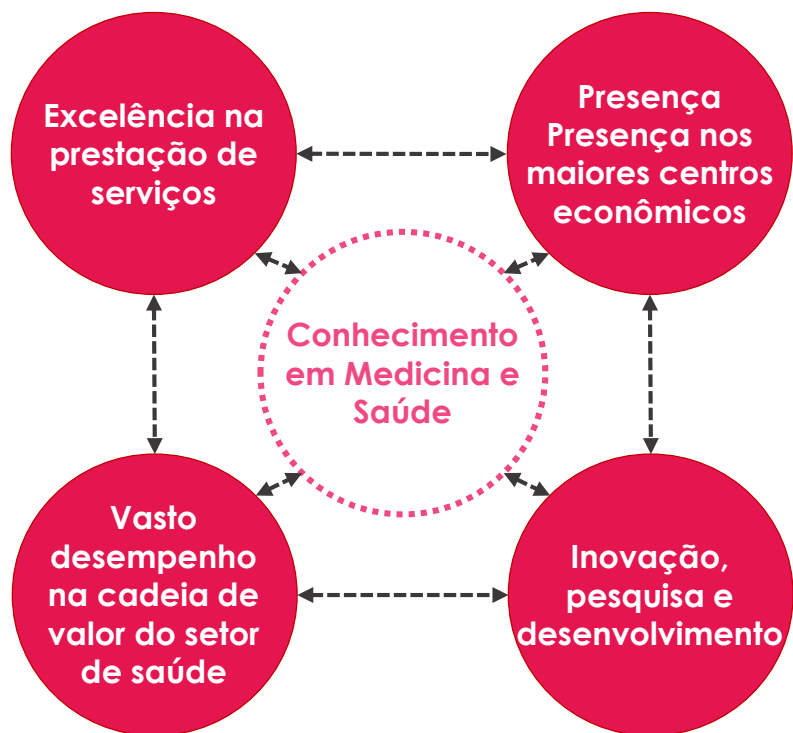 Excelência na
prestação de
serviços
Presença
Presença nos
maiores centros
econômicos
Conhecimento
em Medicina e
Saúde
Vasto
desempenho
na cadeia de
valor do setor
de saúde
Inovação,
pesquisa e
desenvolvimento